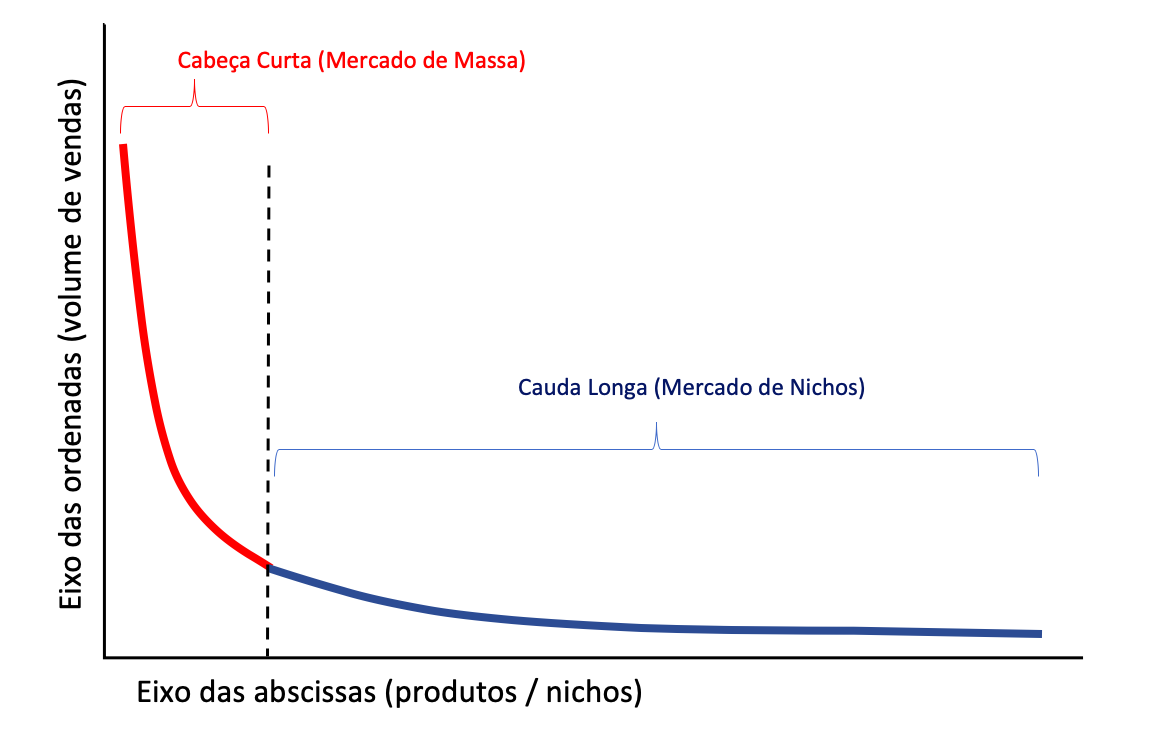 Cabeça Curta (Mercado de Massa)
Eixo das ordenadas (volume de vendas)
Cauda Longa (Mercado de Nichos)
Eixo das abscissas (produtos / nichos)